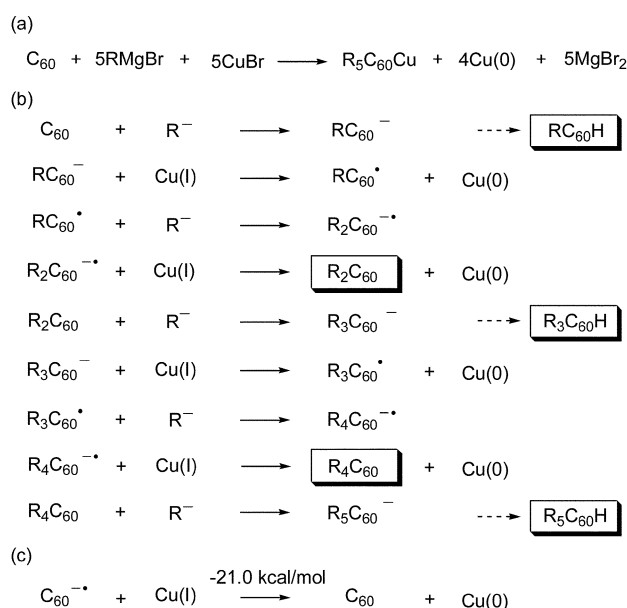 (a)
C₆₀ + 5RMgBr + 5CuBr ⟶ R₅C₆₀Cu + 4Cu(0) + 5MgBr₂
(b)
C₆₀ + R⁻ ⟶ RC₆₀⁻ ⇢ RC₆₀H
RC₆₀⁻ + Cu(I) ⟶ RC₆₀• + Cu(0)
RC₆₀• + R⁻ ⟶ R₂C₆₀⁻•
R₂C₆₀⁻• + Cu(I) ⟶ R₂C₆₀ + Cu(0)
R₂C₆₀ + R⁻ ⟶ R₃C₆₀⁻ ⇢ R₃C₆₀H
R₃C₆₀⁻ + Cu(I) ⟶ R₃C₆₀• + Cu(0)
R₃C₆₀• + R⁻ ⟶ R₄C₆₀⁻•
R₄C₆₀⁻• + Cu(I) ⟶ R₄C₆₀ + Cu(0)
R₄C₆₀ + R⁻ ⟶ R₅C₆₀⁻ ⇢ R₅C₆₀H
(c)
-21.0 kcal/mol
C₆₀⁻• + Cu(I) ⟶ C₆₀ + Cu(0)